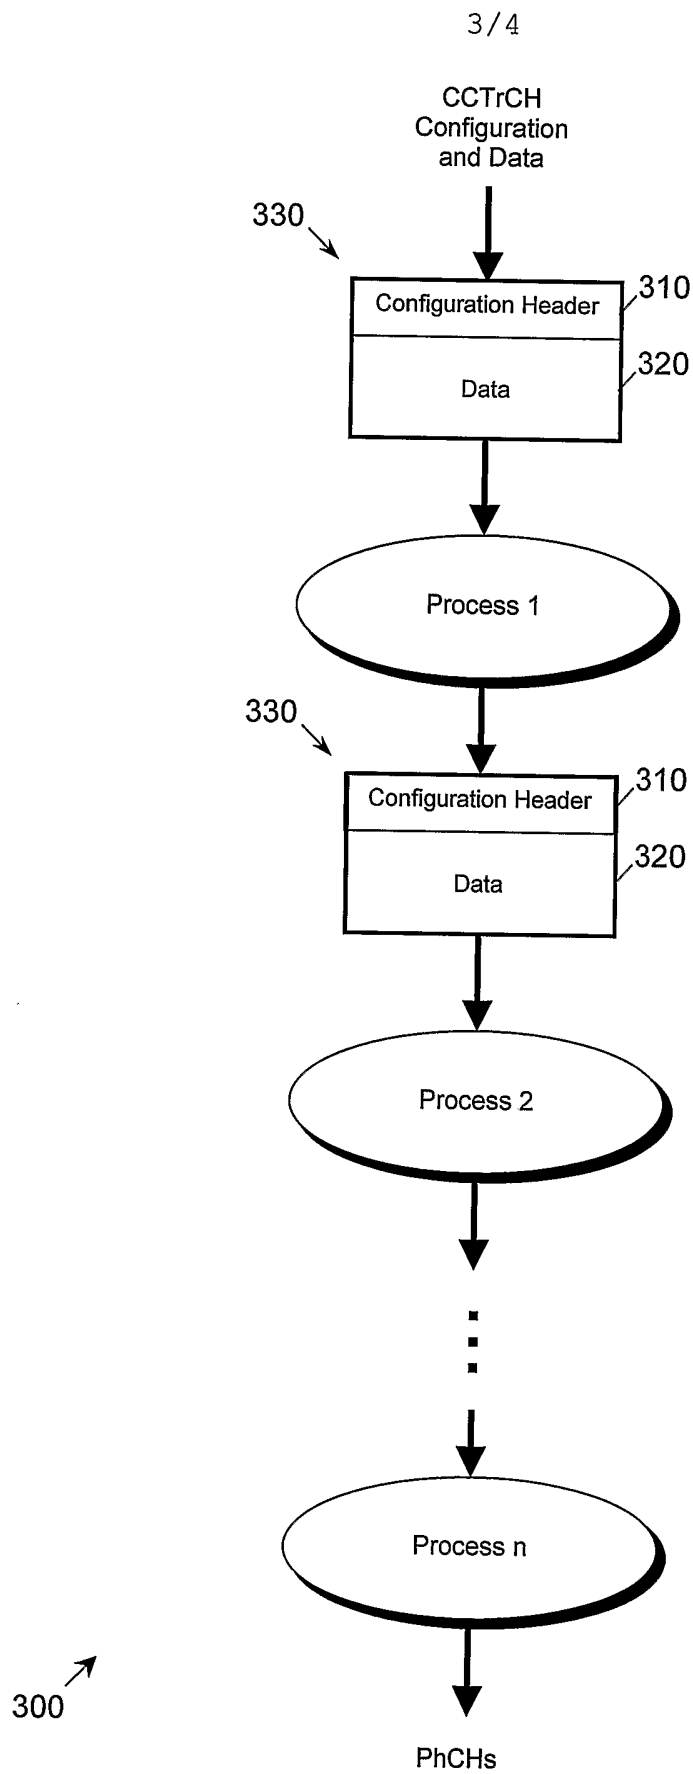 3/4
CCTrCH
Configuration
and Data
330
310
Configuration Header
320
Data
Process 1
330
310
Configuration Header
320
Data
Process 2
Process n
300
PhCHs